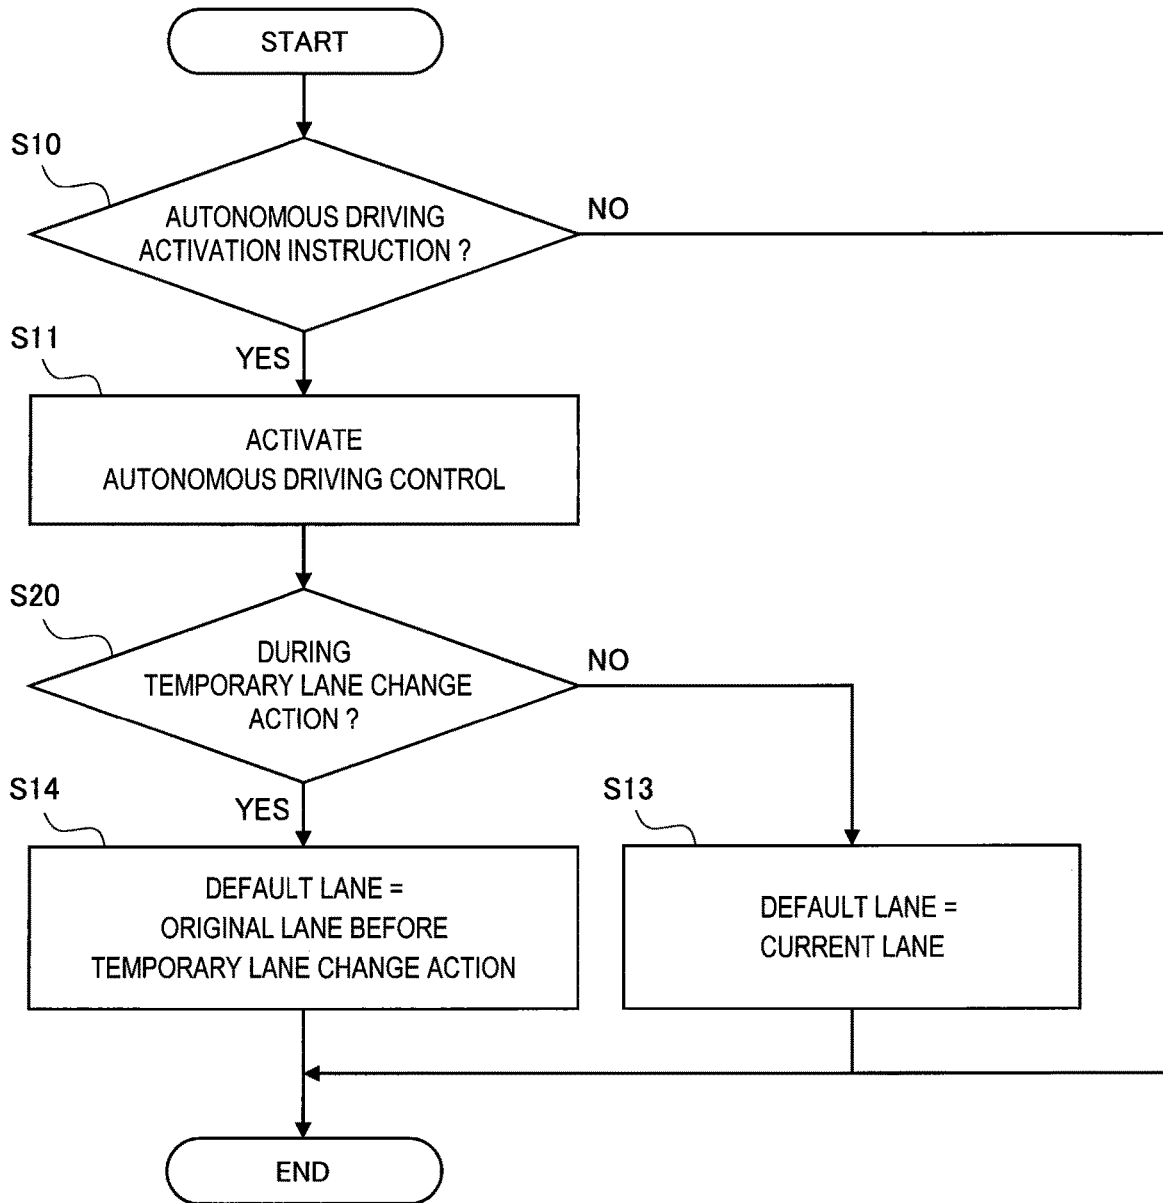 START
S10
AUTONOMOUS DRIVING
ACTIVATION INSTRUCTION ?
NO
YES
S11
ACTIVATE
AUTONOMOUS DRIVING CONTROL
S20
DURING
TEMPORARY LANE CHANGE
ACTION ?
NO
YES
S14
DEFAULT LANE =
ORIGINAL LANE BEFORE
TEMPORARY LANE CHANGE ACTION
S13
DEFAULT LANE =
CURRENT LANE
END